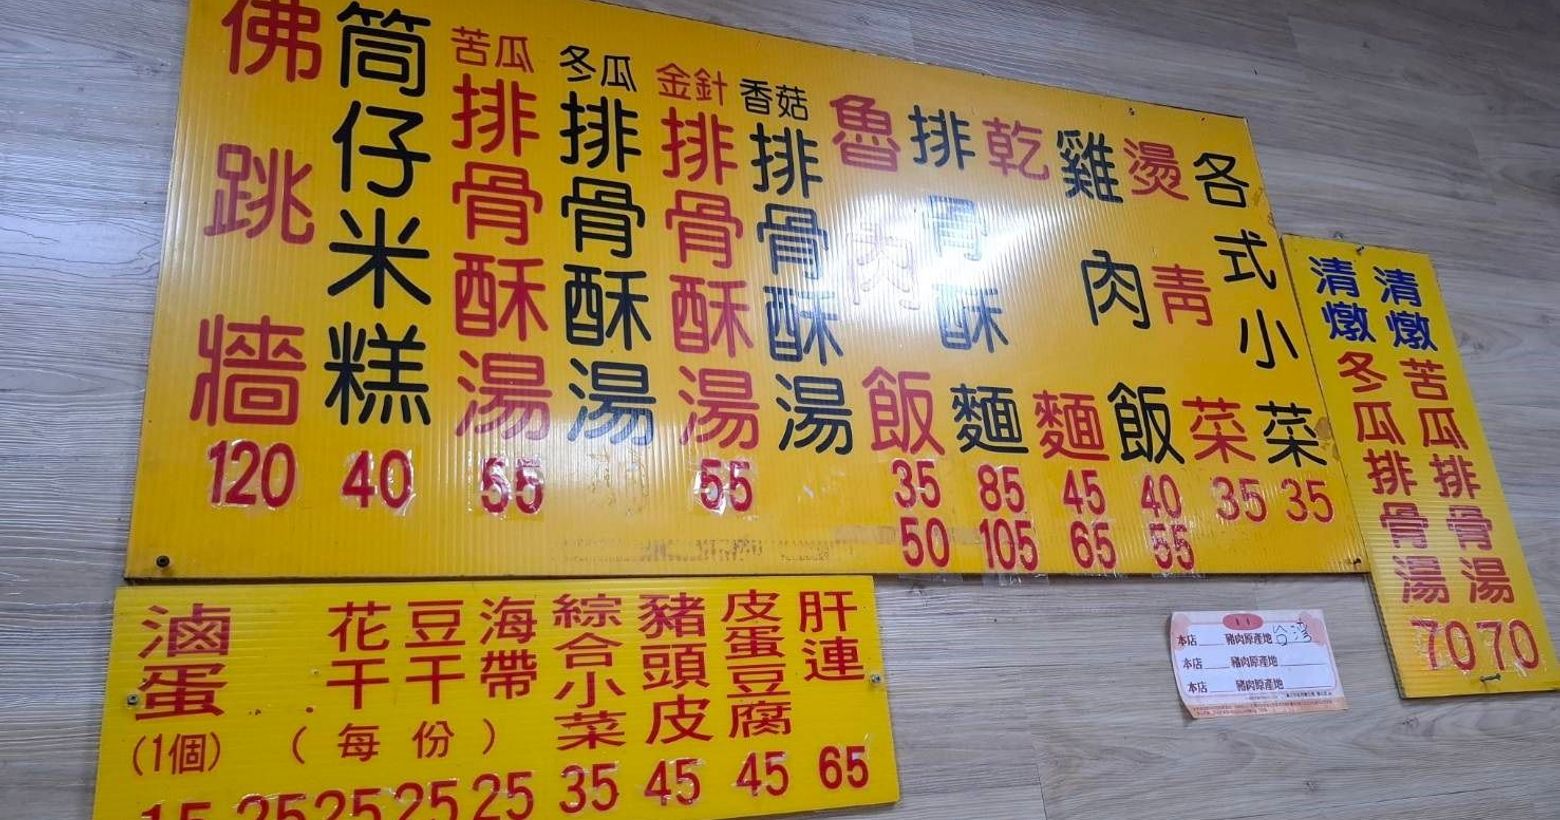 佛跳牆 120
筒仔米糕 40
苦瓜排骨酥湯 65
冬瓜排骨酥湯
金針排骨酥湯 55
香菇排骨酥湯
魯肉飯 35 50
排骨酥麵 85 105
乾麵 45 65
雞肉飯 40 55
燙青菜 35
各式小菜 35
清燉冬瓜排骨湯 70
清燉苦瓜排骨湯 70
滷蛋(1個) 15
25
花干 25
豆干 25
海帶 25
(每份)
綜合小菜 35
豬頭皮 45
皮蛋豆腐 45
肝連 65
本店 豬肉原產地 台湾
本店 豬肉原產地
本店 豬肉原產地